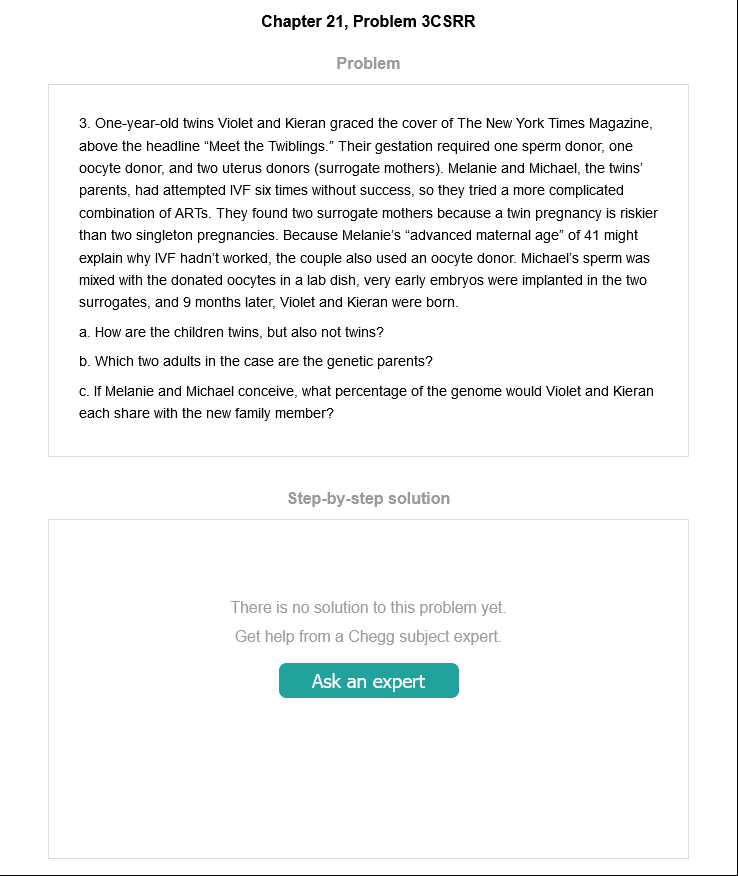 Chapter 21, Problem 3CSRR
Problem
3. One-year-old twins Violet and Kieran graced the cover of The New York Times Magazine,
above the headline “Meet the Twiblings.” Their gestation required one sperm donor, one
oocyte donor, and two uterus donors (surrogate mothers). Melanie and Michael, the twins’
parents, had attempted IVF six times without success, so they tried a more complicated
combination of ARTs. They found two surrogate mothers because a twin pregnancy is riskier
than two singleton pregnancies. Because Melanie’s “advanced maternal age” of 41 might
explain why IVF hadn’t worked, the couple also used an oocyte donor. Michael’s sperm was
mixed with the donated oocytes in a lab dish, very early embryos were implanted in the two
surrogates, and 9 months later, Violet and Kieran were born.
a. How are the children twins, but also not twins?
b. Which two adults in the case are the genetic parents?
c. If Melanie and Michael conceive, what percentage of the genome would Violet and Kieran
each share with the new family member?
Step-by-step solution
There is no solution to this problem yet.
Get help from a Chegg subject expert.
Ask an expert